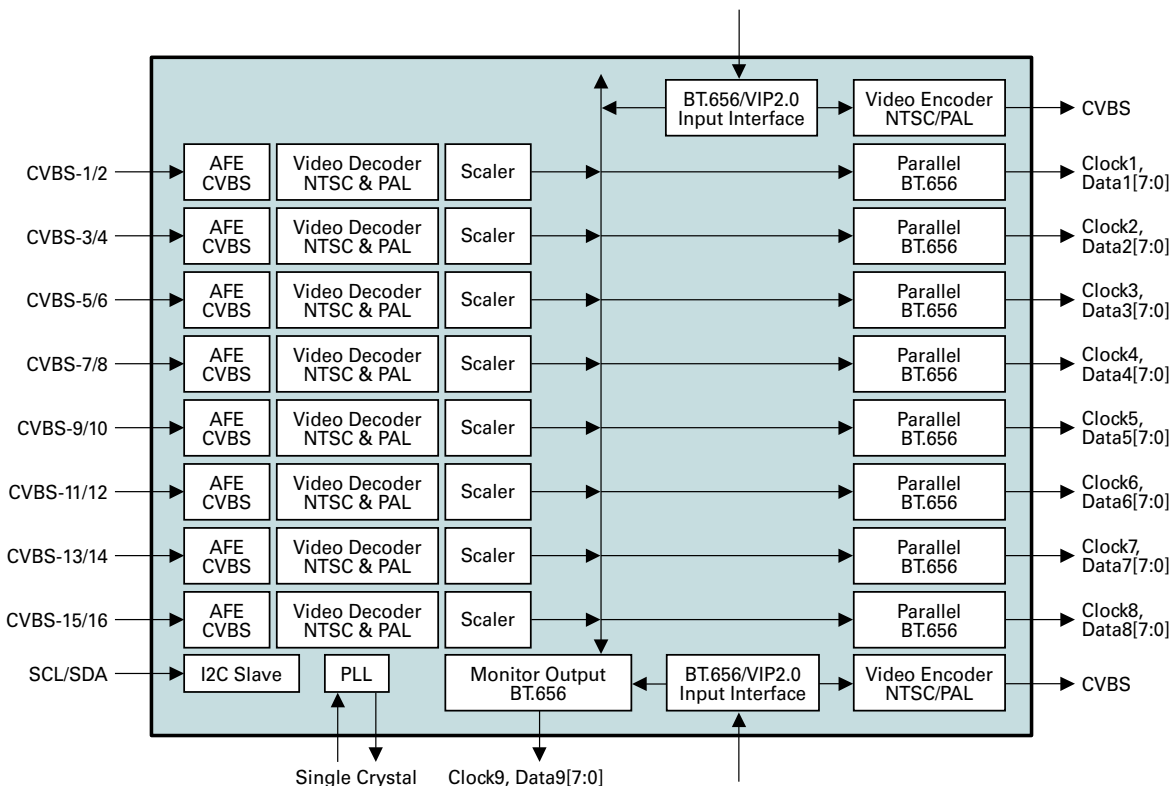 BT.656/VIP2.0
Input Interface
Video Encoder
NTSC/PAL
CVBS
CVBS-1/2
AFE
CVBS
Video Decoder
NTSC & PAL
Scaler
Parallel
BT.656
Clock1,
Data1[7:0]
CVBS-3/4
AFE
CVBS
Video Decoder
NTSC & PAL
Scaler
Parallel
BT.656
Clock2,
Data2[7:0]
CVBS-5/6
AFE
CVBS
Video Decoder
NTSC & PAL
Scaler
Parallel
BT.656
Clock3,
Data3[7:0]
CVBS-7/8
AFE
CVBS
Video Decoder
NTSC & PAL
Scaler
Parallel
BT.656
Clock4,
Data4[7:0]
CVBS-9/10
AFE
CVBS
Video Decoder
NTSC & PAL
Scaler
Parallel
BT.656
Clock5,
Data5[7:0]
CVBS-11/12
AFE
CVBS
Video Decoder
NTSC & PAL
Scaler
Parallel
BT.656
Clock6,
Data6[7:0]
CVBS-13/14
AFE
CVBS
Video Decoder
NTSC & PAL
Scaler
Parallel
BT.656
Clock7,
Data7[7:0]
CVBS-15/16
AFE
CVBS
Video Decoder
NTSC & PAL
Scaler
Parallel
BT.656
Clock8,
Data8[7:0]
SCL/SDA
I2C Slave
PLL
Monitor Output
BT.656
BT.656/VIP2.0
Input Interface
Video Encoder
NTSC/PAL
CVBS
Single Crystal
Clock9, Data9[7:0]